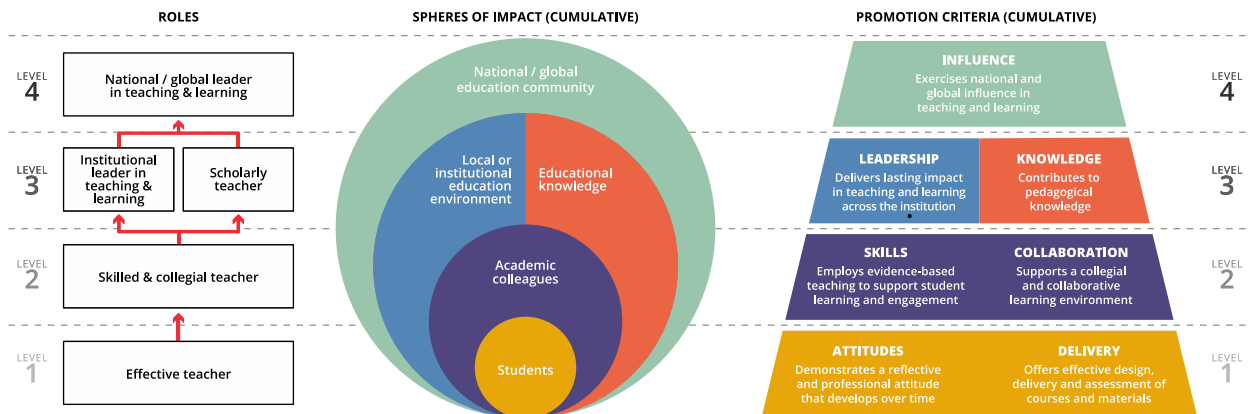 ROLES
SPHERES OF IMPACT (CUMULATIVE)
PROMOTION CRITERIA (CUMULATIVE)
LEVEL
4
National / global leader
in teaching & learning
National / global
education community
INFLUENCE
Exercises national and
global influence in
teaching and learning
LEVEL
4
LEVEL
3
Institutional
leader in
teaching &
learning
Scholarly
teacher
Local or
institutional
education
environment
Educational
knowledge
LEADERSHIP
Delivers lasting impact
in teaching and learning
across the institution
KNOWLEDGE
Contributes to
pedagogical
knowledge
LEVEL
3
LEVEL
2
Skilled & collegial teacher
Academic
colleagues
SKILLS
Employs evidence-based
teaching to support student
learning and engagement
COLLABORATION
Supports a collegial
and collaborative
learning environment
LEVEL
2
LEVEL
1
Effective teacher
Students
ATTITUDES
Demonstrates a reflective
and professional attitude
that develops over time
DELIVERY
Offers effective design,
delivery and assessment of
courses and materials
LEVEL
1